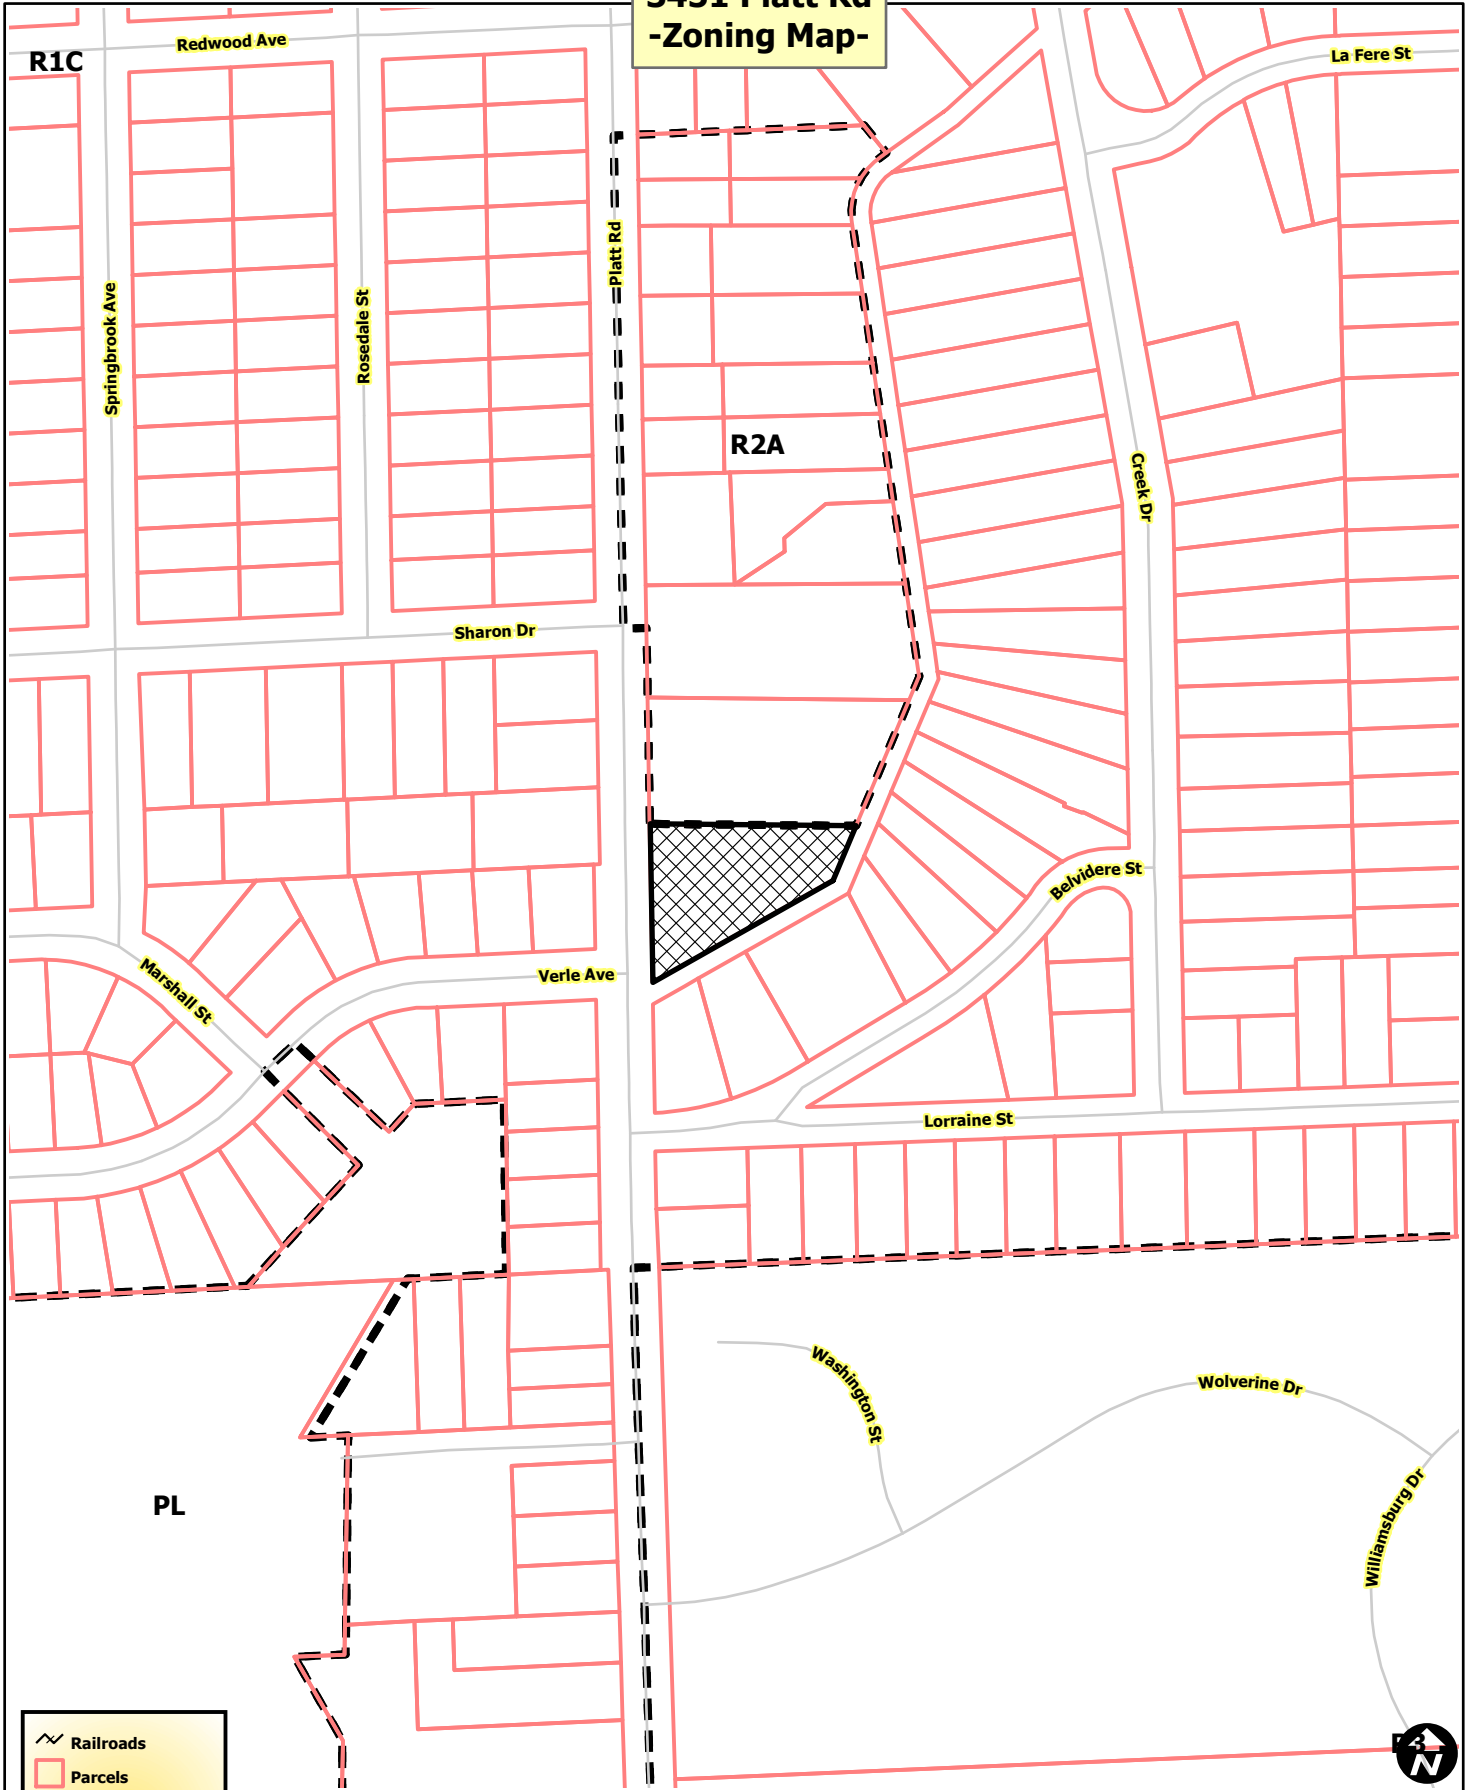 -Zoning Map-
Redwood Ave
R1C
La Fere St
Platt Rd
Springbrook Ave
Rosedale St
R2A
Creek Dr
Sharon Dr
Belvidere St
Verle Ave
Marshall St
Lorraine St
Washington St
Wolverine Dr
Williamsburg Dr
PL
Railroads
Parcels
N